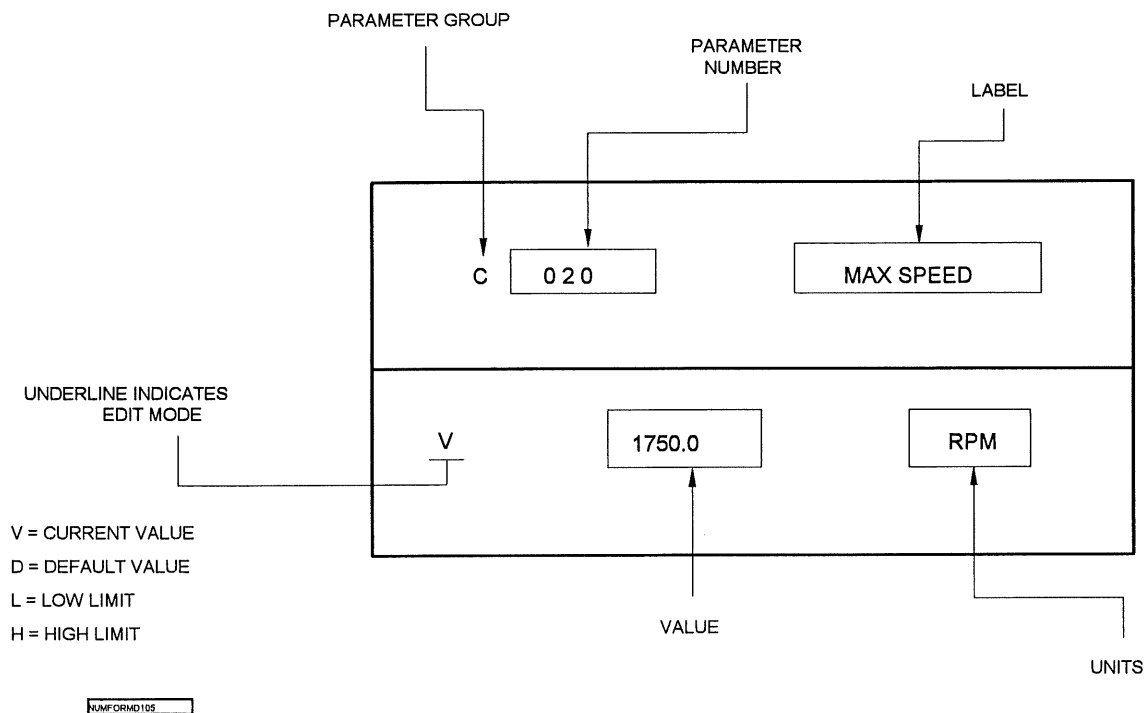 PARAMETER GROUP
PARAMETER
NUMBER
LABEL
C 0 2 0 MAX SPEED
UNDERLINE INDICATES
EDIT MODE
V 1750.0 RPM
V = CURRENT VALUE
D = DEFAULT VALUE
L = LOW LIMIT
H = HIGH LIMIT
VALUE
UNITS
NUMFORMD105